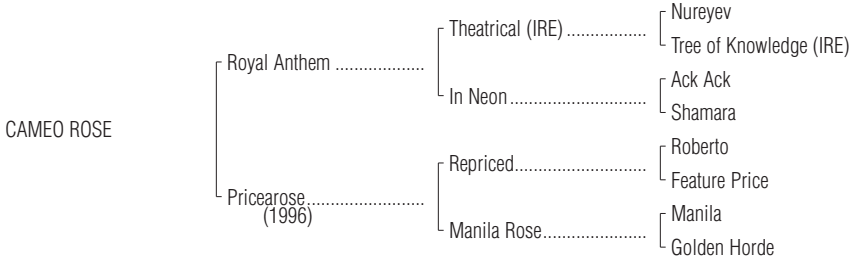 Nureyev
Theatrical (IRE) .................
Tree of Knowledge (IRE)
Royal Anthem ...................
Ack Ack
In Neon.............................
Shamara
CAMEO ROSE
Roberto
Repriced............................
Feature Price
Pricearose.........................
(1996)
Manila
Manila Rose......................
Golden Horde